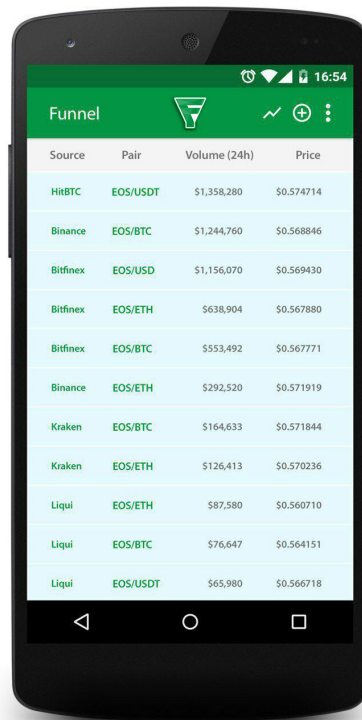 16:54
Funnel
Source Pair Volume (24h) Price
HitBTC EOS/USDT $1,358,280 $0.574714
Binance EOS/BTC $1,244,760 $0.568846
Bitfinex EOS/USD $1,156,070 $0.569430
Bitfinex EOS/ETH $638,904 $0.567880
Bitfinex EOS/BTC $553,492 $0.567771
Binance EOS/ETH $292,520 $0.571919
Kraken EOS/BTC $164,633 $0.571844
Kraken EOS/ETH $126,413 $0.570236
Liqui EOS/ETH $87,580 $0.560710
Liqui EOS/BTC $76,647 $0.564151
Liqui EOS/USDT $65,980 $0.566718